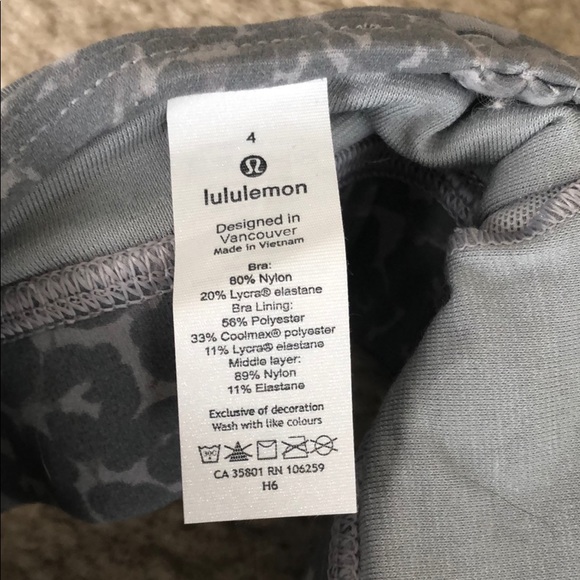 4
lululemon
Designed in
Vancouver
Made in Vietnam
Bra:
80% Nylon
20% Lycra® elastane
Bra Lining:
56% Polyester
33% Coolmax® polyester
11% Lycra® elastane
Middle layer:
89% Nylon
11% Elastane
Exclusive of decoration
Wash with like colours
CA 35801 RN 106259
H6